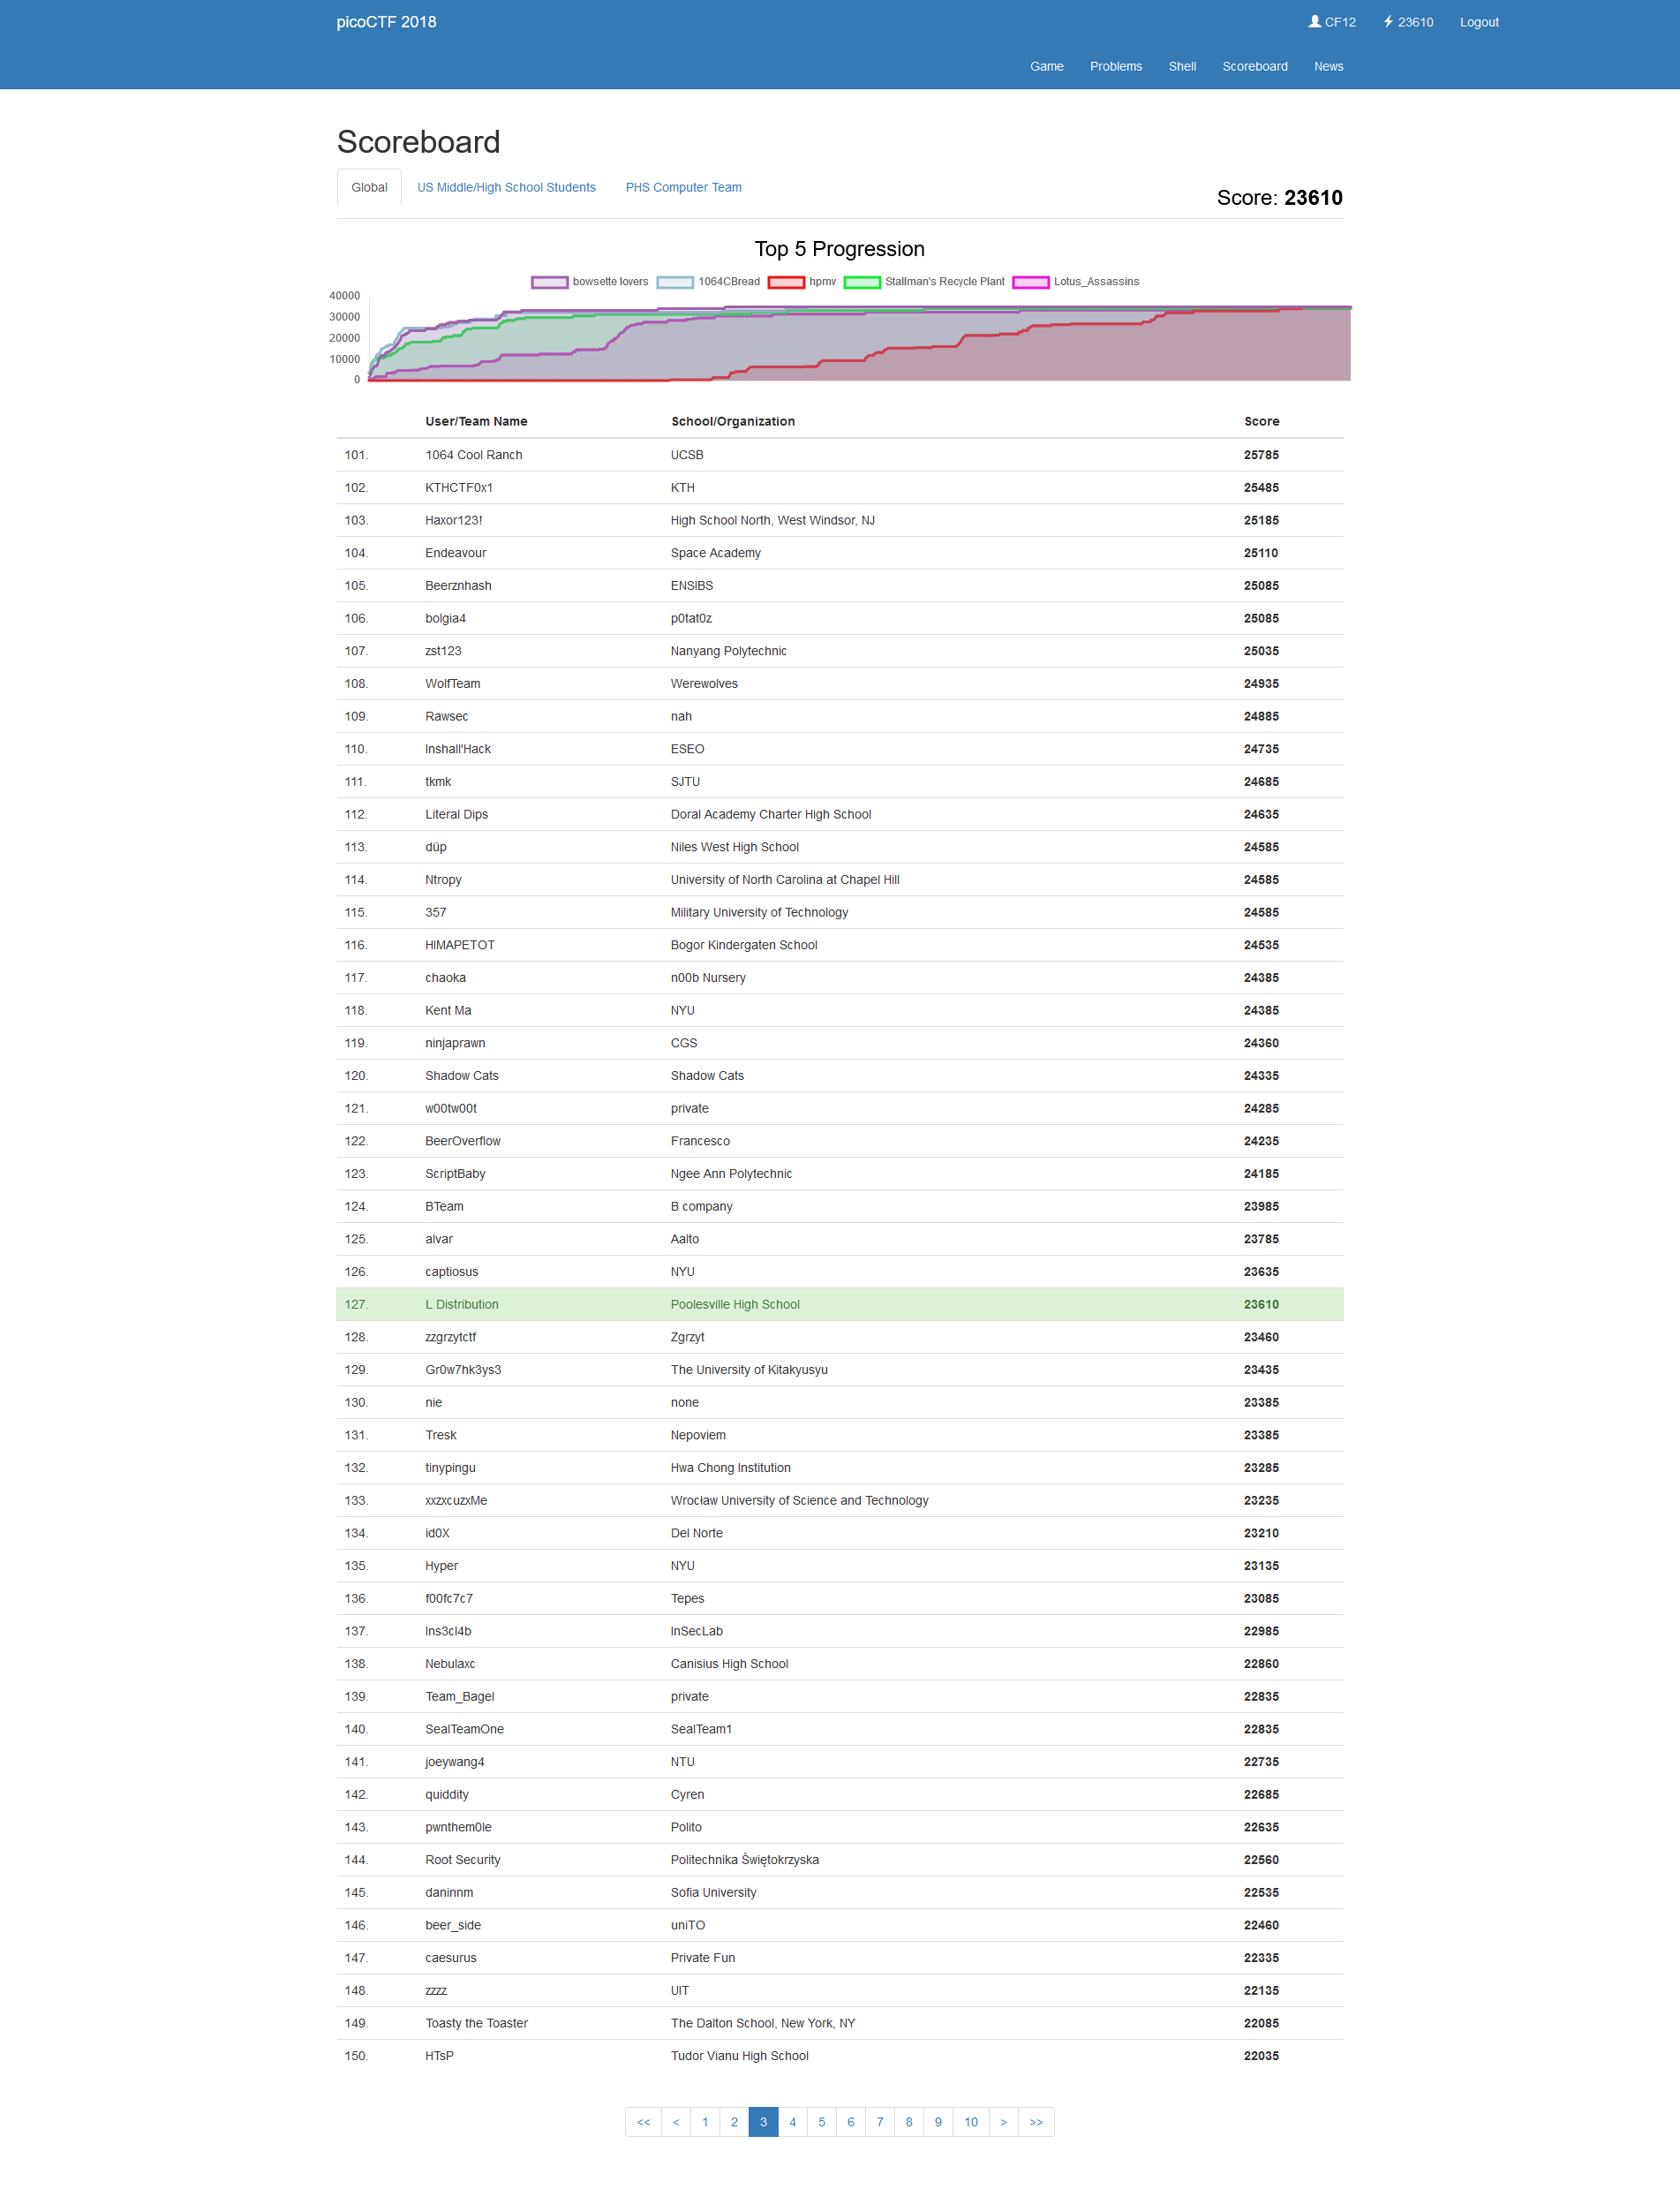 picoCTF 2018 CF12 23610 Logout
Game Problems Shell Scoreboard News
Scoreboard
Global US Middle/High School Students PHS Computer Team Score: 23610
Top 5 Progression
bowsette lovers 1064CBread hpmv Stallman's Recycle Plant Lotus_Assassins
40000
30000
20000
10000
0
User/Team Name School/Organization Score
101. 1064 Cool Ranch UCSB 25785
102. KTHCTF0x1 KTH 25485
103. Haxor123! High School North, West Windsor, NJ 25185
104. Endeavour Space Academy 25110
105. Beerznhash ENSIBS 25085
106. bolgia4 p0tat0z 25085
107. zst123 Nanyang Polytechnic 25035
108. WolfTeam Werewolves 24935
109. Rawsec nah 24885
110. Inshall'Hack ESEO 24735
111. tkmk SJTU 24685
112. Literal Dips Doral Academy Charter High School 24635
113. düp Niles West High School 24585
114. Ntropy University of North Carolina at Chapel Hill 24585
115. 357 Military University of Technology 24585
116. HIMAPETOT Bogor Kindergaten School 24535
117. chaoka n00b Nursery 24385
118. Kent Ma NYU 24385
119. ninjaprawn CGS 24360
120. Shadow Cats Shadow Cats 24335
121. w00tw00t private 24285
122. BeerOverflow Francesco 24235
123. ScriptBaby Ngee Ann Polytechnic 24185
124. BTeam B company 23985
125. alvar Aalto 23785
126. captiosus NYU 23635
127. L Distribution Poolesville High School 23610
128. zzgrzytctf Zgrzyt 23460
129. Gr0w7hk3ys3 The University of Kitakyusyu 23435
130. nie none 23385
131. Tresk Nepoviem 23385
132. tinypingu Hwa Chong Institution 23285
133. xxzxcuzxMe Wrocław University of Science and Technology 23235
134. id0X Del Norte 23210
135. Hyper NYU 23135
136. f00fc7c7 Tepes 23085
137. Ins3cl4b InSecLab 22985
138. Nebulaxc Canisius High School 22860
139. Team_Bagel private 22835
140. SealTeamOne SealTeam1 22835
141. joeywang4 NTU 22735
142. quiddity Cyren 22685
143. pwnthem0le Polito 22635
144. Root Security Politechnika Świętokrzyska 22560
145. daninnm Sofia University 22535
146. beer_side uniTO 22460
147. caesurus Private Fun 22335
148. zzzz UIT 22135
149. Toasty the Toaster The Dalton School, New York, NY 22085
150. HTsP Tudor Vianu High School 22035
<< < 1 2 3 4 5 6 7 8 9 10 > >>